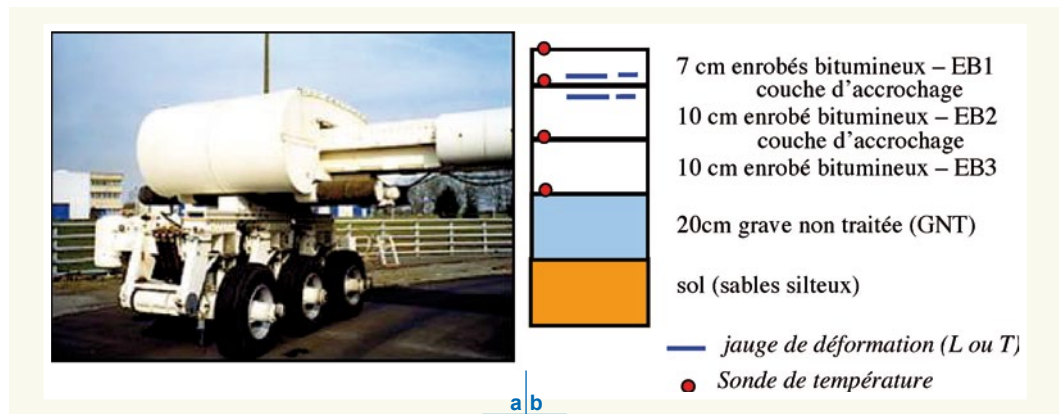 7 cm enrobés bitumineux – EB1
couche d'accrochage
10 cm enrobé bitumineux – EB2
couche d'accrochage
10 cm enrobé bitumineux – EB3
20cm grave non traitée (GNT)
sol (sables silteux)
jauge de déformation (L ou T)
Sonde de température
a b